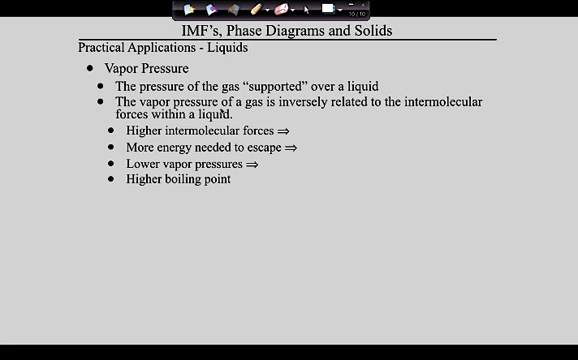 10/10
IMF's, Phase Diagrams and Solids
Practical Applications - Liquids
• Vapor Pressure
• The pressure of the gas “supported” over a liquid
• The vapor pressure of a gas is inversely related to the intermolecular
forces within a liquid.
• Higher intermolecular forces ⇒
• More energy needed to escape ⇒
• Lower vapor pressures ⇒
• Higher boiling point